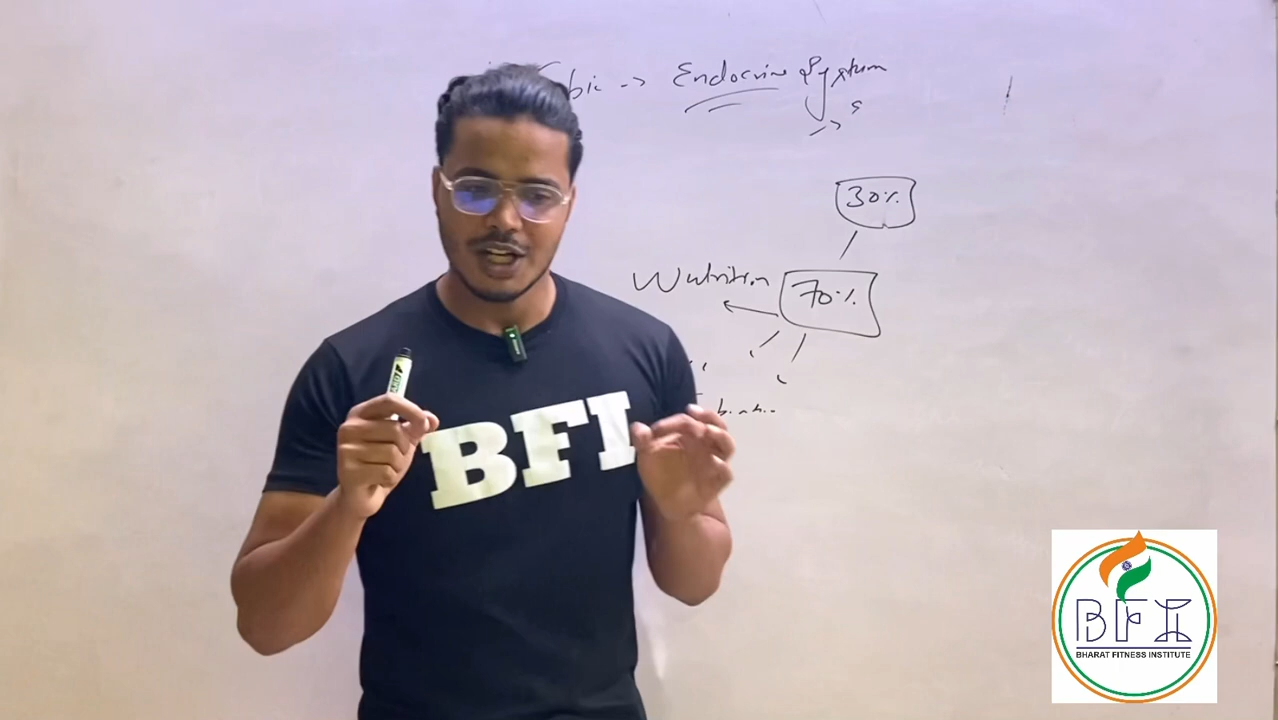 Endocrine System
30%
Nutrition
70%
BFI
BFI
BHARAT FITNESS INSTITUTE